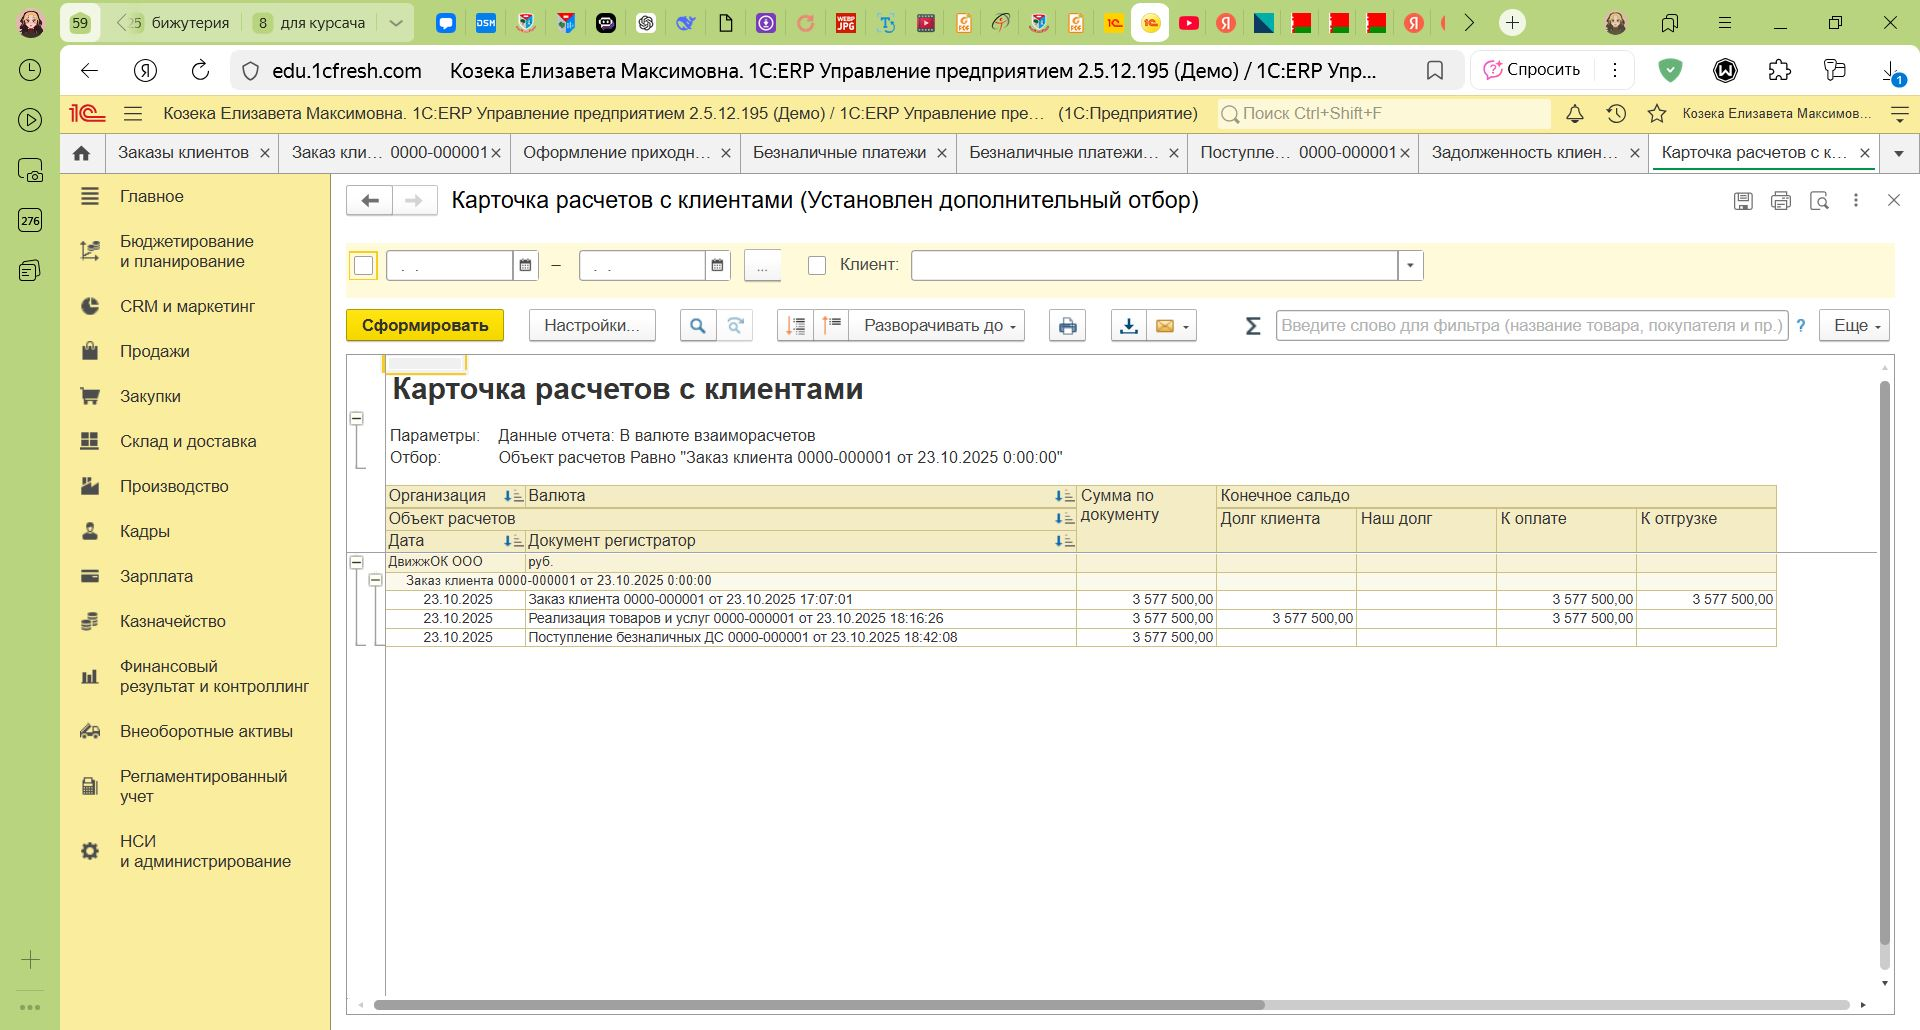 59
25 бижутерия
8 для курсача
edu.1cfresh.com Козека Елизавета Максимовна. 1С:ERP Управление предприятием 2.5.12.195 (Демо) / 1С:ERP Упр...
Спросить
1
Козека Елизавета Максимовна. 1С:ERP Управление предприятием 2.5.12.195 (Демо) / 1С:ERP Управление пре... (1С:Предприятие)
Поиск Ctrl+Shift+F
Козека Елизавета Максимов...
Заказы клиентов
Заказ кли... 0000-000001
Оформление приходн...
Безналичные платежи
Безналичные платежи...
Поступле... 0000-000001
Задолженность клиен...
Карточка расчетов с к...
276
Главное
Бюджетирование
и планирование
CRM и маркетинг
Продажи
Закупки
Склад и доставка
Производство
Кадры
Зарплата
Казначейство
Финансовый
результат и контроллинг
Внеоборотные активы
Регламентированный
учет
НСИ
и администрирование
Карточка расчетов с клиентами (Установлен дополнительный отбор)
. . – . . ... Клиент:
Сформировать
Настройки...
Разворачивать до
Σ
Введите слово для фильтра (название товара, покупателя и пр.)
?
Еще
Карточка расчетов с клиентами
Параметры: Данные отчета: В валюте взаиморасчетов
Отбор: Объект расчетов Равно "Заказ клиента 0000-000001 от 23.10.2025 0:00:00"
Организация Валюта Сумма по документу Конечное сальдо
Объект расчетов Долг клиента Наш долг К оплате К отгрузке
Дата Документ регистратор
ДвижжОК ООО руб.
Заказ клиента 0000-000001 от 23.10.2025 0:00:00
23.10.2025 Заказ клиента 0000-000001 от 23.10.2025 17:07:01 3 577 500,00 3 577 500,00 3 577 500,00
23.10.2025 Реализация товаров и услуг 0000-000001 от 23.10.2025 18:16:26 3 577 500,00 3 577 500,00 3 577 500,00
23.10.2025 Поступление безналичных ДС 0000-000001 от 23.10.2025 18:42:08 3 577 500,00